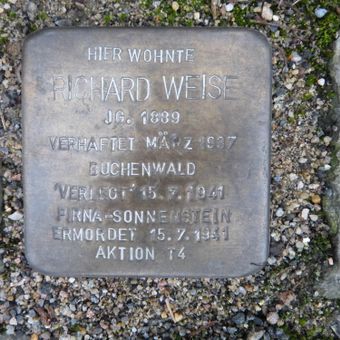 HIER WOHNTE
RICHARD WEISE
JG. 1889
VERHAFTET MÄRZ 1937
BUCHENWALD
'VERLEGT' 15.7.1941
PIRNA-SONNENSTEIN
ERMORDET 15.7.1941
AKTION T4